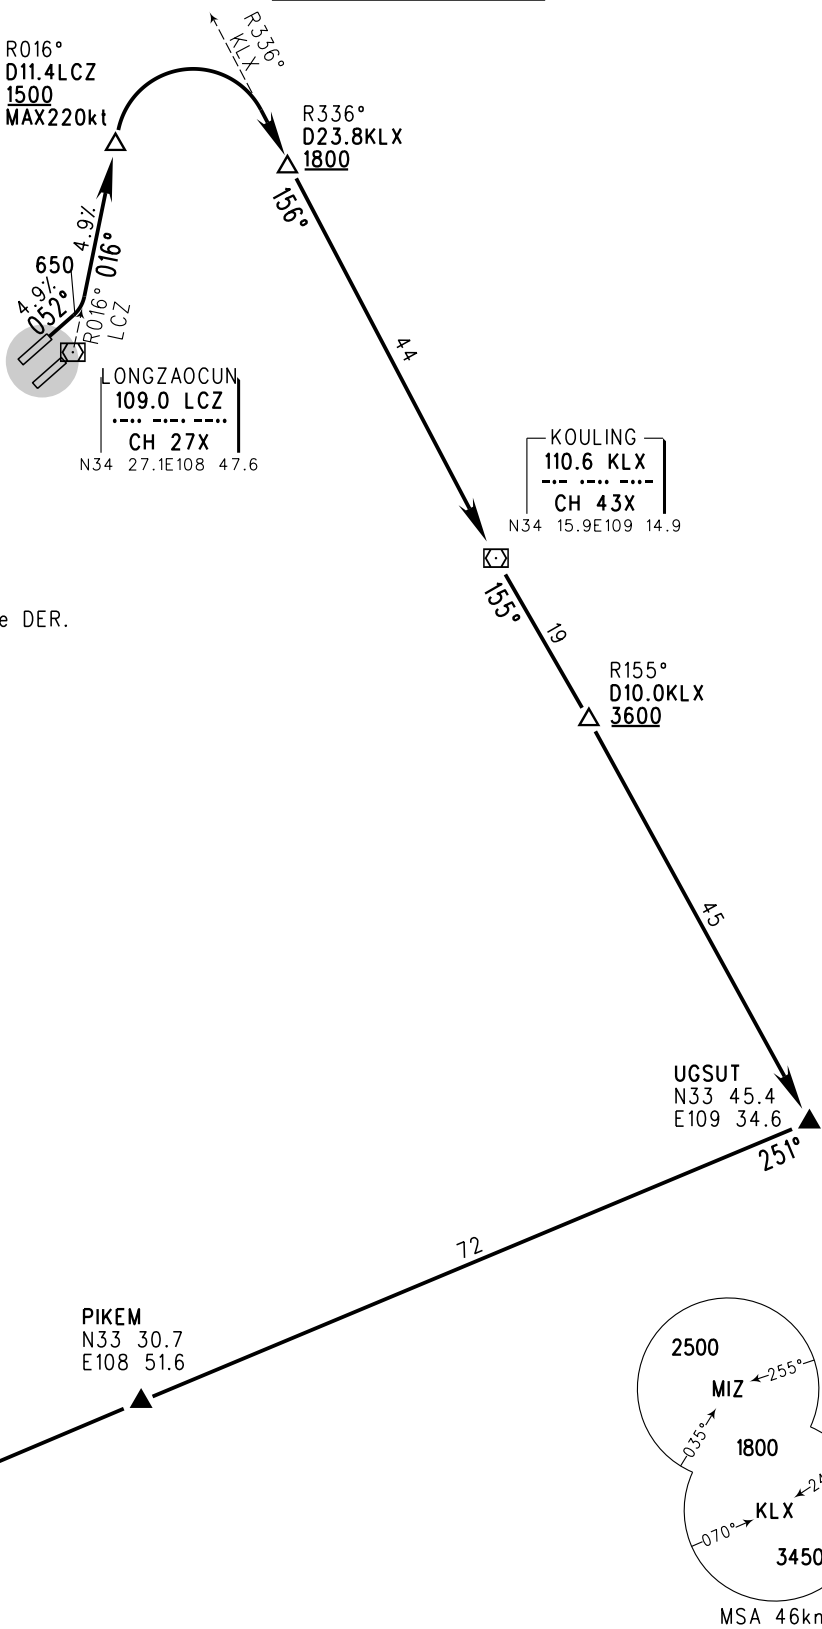 R016°
D11.4LCZ
1500
MAX220kt
R336°
KLX
R336°
D23.8KLX
1800
156°
4.9%
016°
650
4.9%
052°
R016°
LCZ
LONGZAOCUN
109.0 LCZ
CH 27X
N34 27.1E108 47.6
44
KOULING
110.6 KLX
CH 43X
N34 15.9E109 14.9
155°
19
e DER.
R155°
D10.0KLX
3600
45
UGSUT
N33 45.4
E109 34.6
251°
72
PIKEM
N33 30.7
E108 51.6
2500
MIZ
255°
035°
1800
KLX
24
070°
3450
MSA 46km